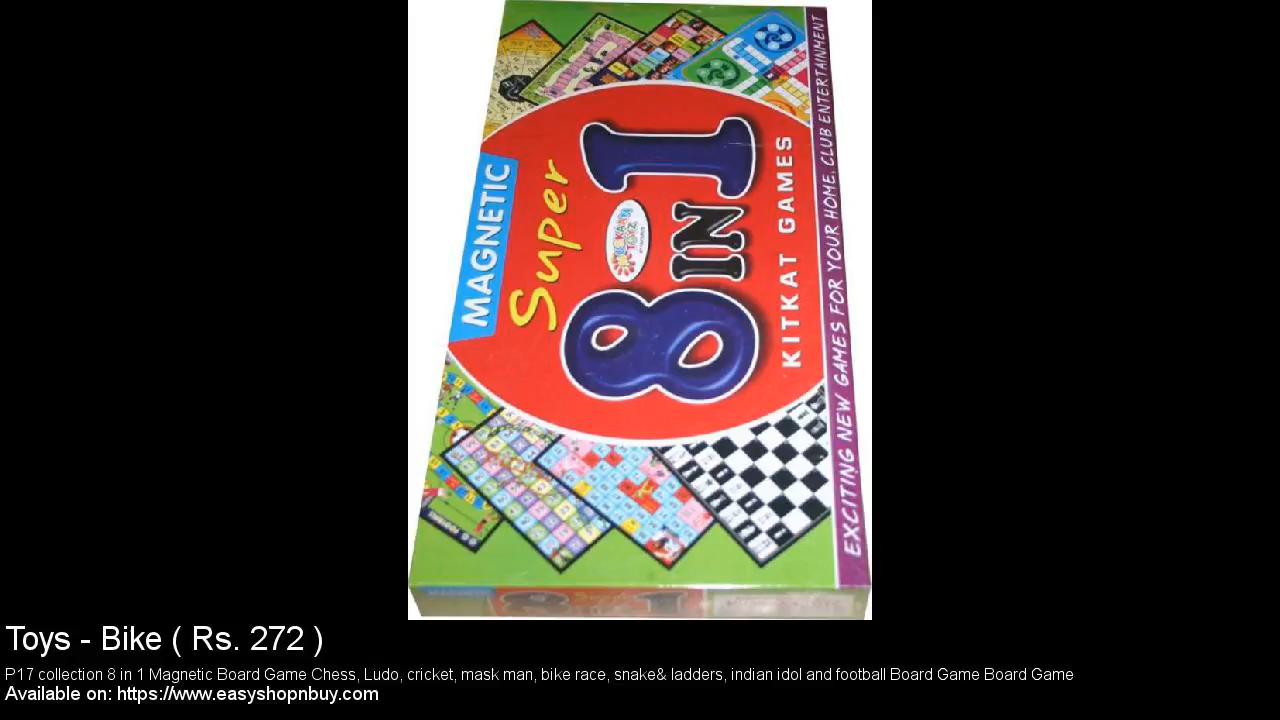 MAGNETIC
Super
8 IN 1
KITKAT GAMES
EXCITING NEW GAMES FOR YOUR HOME, CLUB ENTERTAINMENT
Toys - Bike ( Rs. 272 )
P17 collection 8 in 1 Magnetic Board Game Chess, Ludo, cricket, mask man, bike race, snake& ladders, indian idol and football Board Game Board Game
Available on: https://www.easyshopnbuy.com